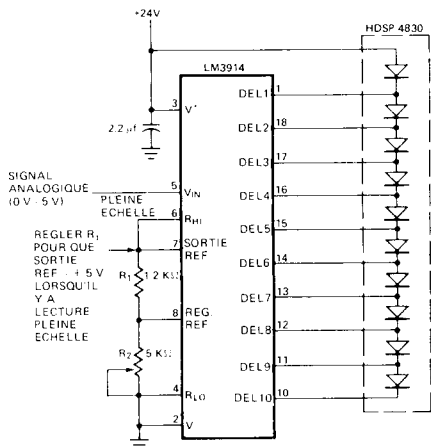 +24V
HDSP 4830
LM3914
3 V+
2.2 µf
DEL1 1
DEL2 18
DEL3 17
DEL4 16
DEL5 15
DEL6 14
DEL7 13
DEL8 12
DEL9 11
DEL10 10
SIGNAL
ANALOGIQUE
(0 V - 5 V)
5 VIN
PLEINE
ECHELLE
6 RHI
7 SORTIE
REF
REGLER R1
POUR QUE
SORTIE
REF - + 5 V
LORSQU'IL
Y A
LECTURE
PLEINE
ECHELLE
R1 1.2 KΩ
8 REG.
REF
R2 5 KΩ
4 RLO
2 V